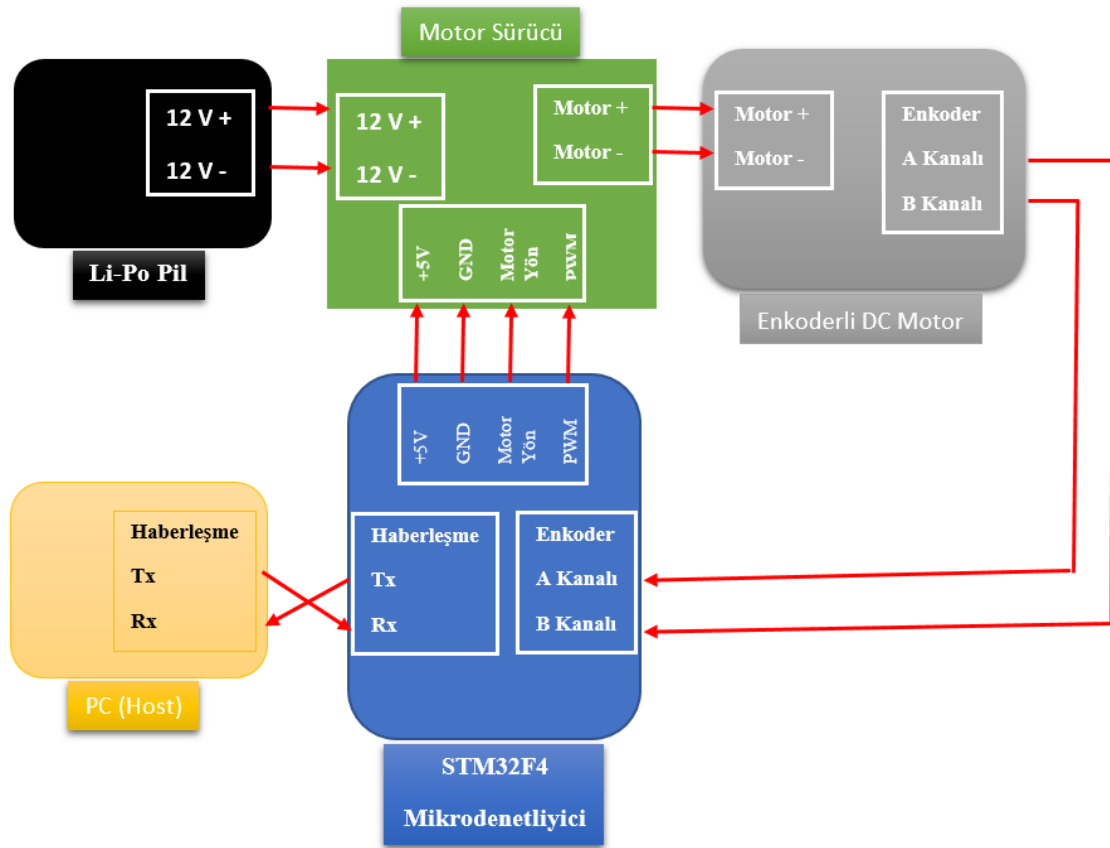 Motor Sürücü
12 V +
12 V -
Li-Po Pil
12 V +
12 V -
Motor +
Motor -
+5V
GND
Motor
Yön
PWM
Motor +
Motor -
Enkoder
A Kanalı
B Kanalı
Enkoderli DC Motor
+5V
GND
Motor
Yön
PWM
Haberleşme
Tx
Rx
PC (Host)
Haberleşme
Tx
Rx
Enkoder
A Kanalı
B Kanalı
STM32F4
Mikrodenetliyici